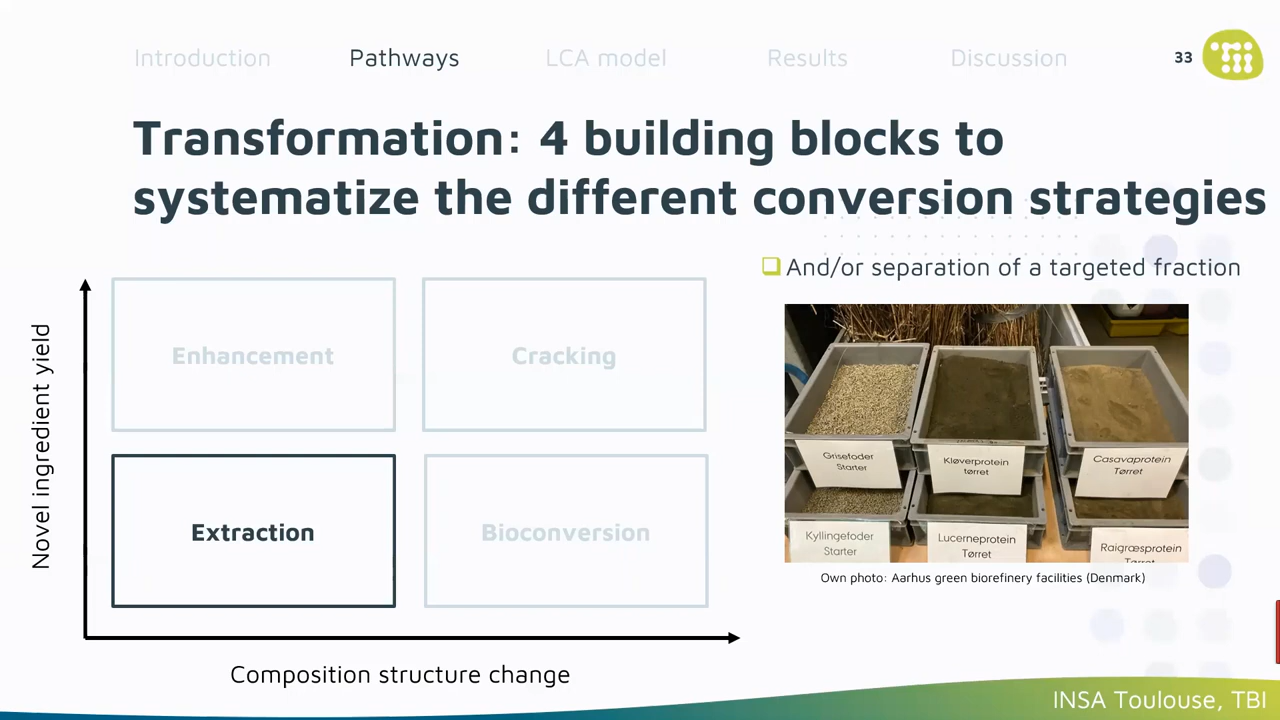 Introduction
Pathways
LCA model
Results
Discussion
33
Transformation: 4 building blocks to
systematize the different conversion strategies
❑ And/or separation of a targeted fraction
Novel ingredient yield
Enhancement
Cracking
Extraction
Bioconversion
Composition structure change
Grisefoder
Starter
Kløverprotein
tørret
Casavaprotein
Tørret
Kyllingefoder
Starter
Lucerneprotein
Tørret
Raigræsprotein
Tørret
Own photo: Aarhus green biorefinery facilities (Denmark)
INSA Toulouse, TBI